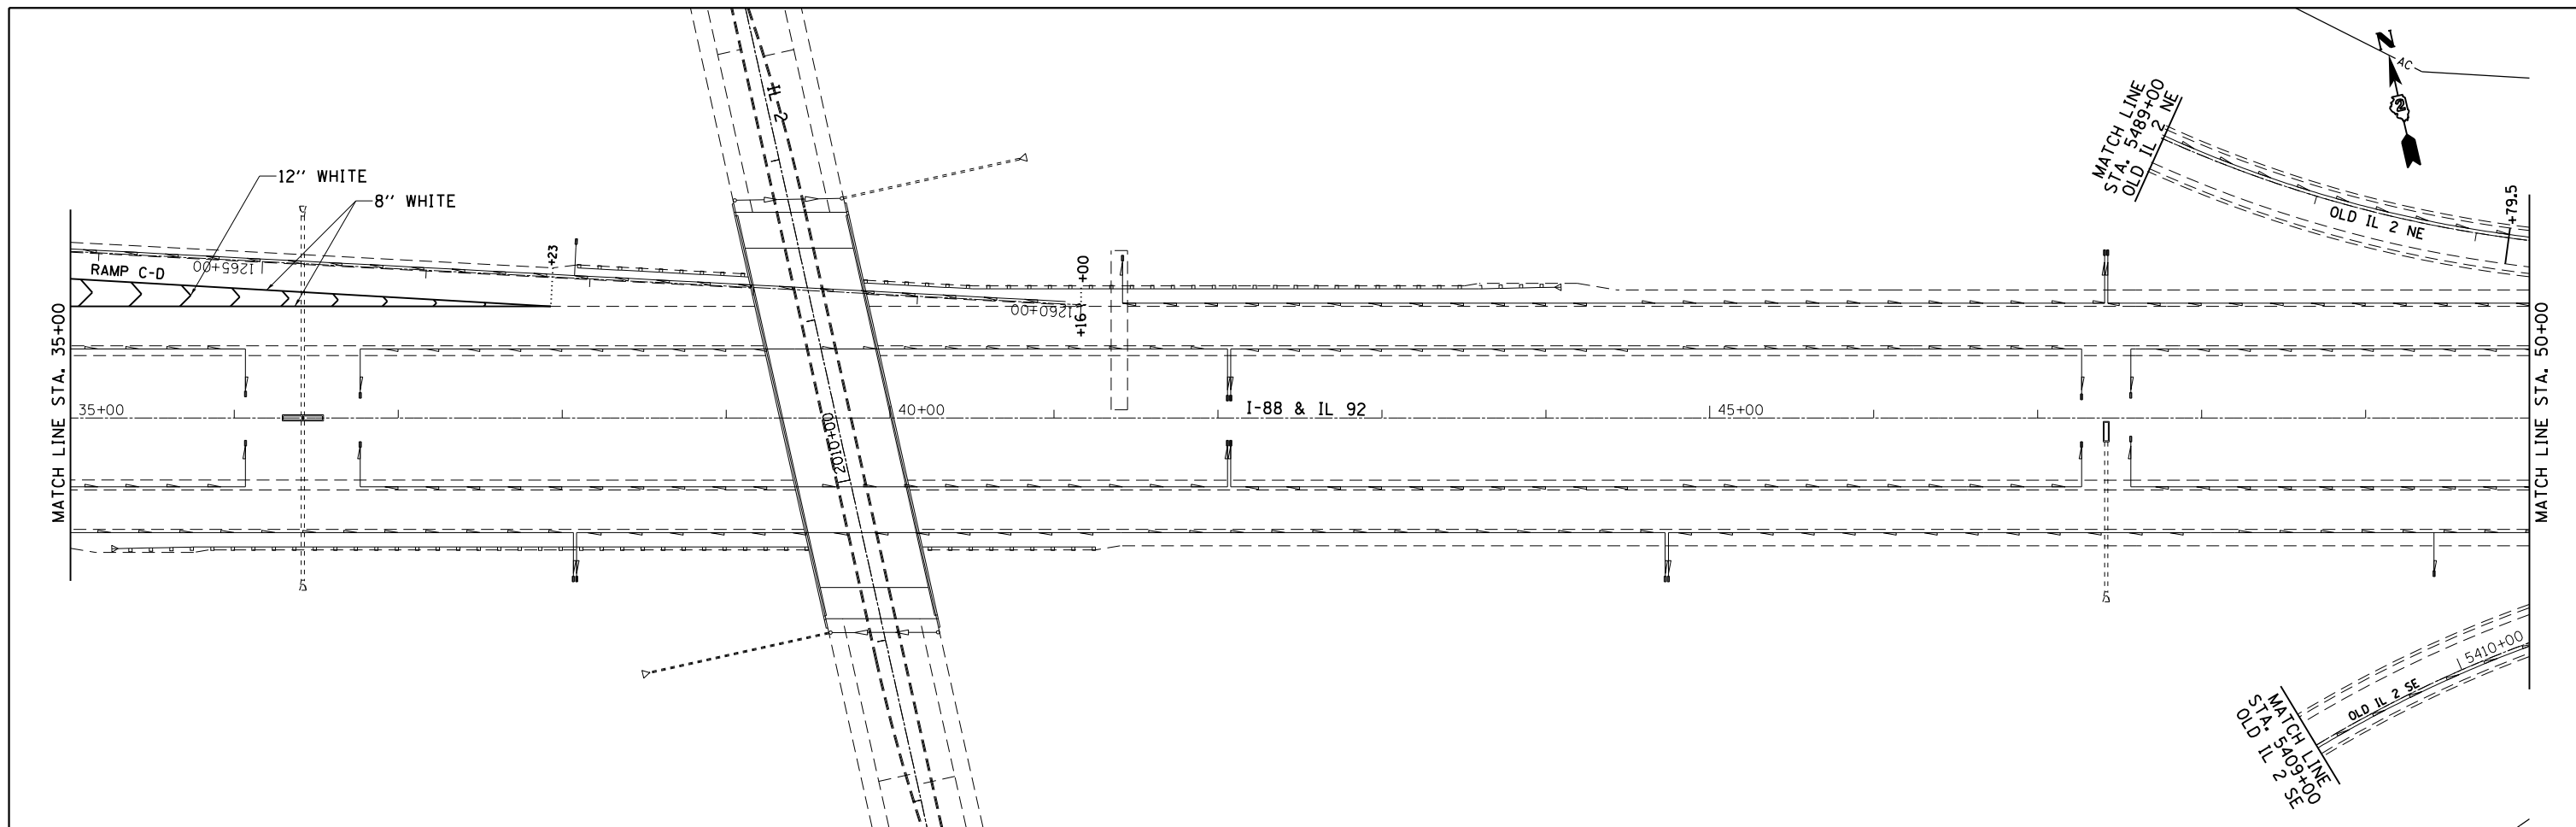 IL 2
N
AC
2
MATCH LINE
STA. 5489+00
OLD IL 2 NE
12'' WHITE
8'' WHITE
+79.5
OLD IL 2 NE
+23
+00
RAMP C-D
1265+00
1260+00
+16
MATCH LINE STA. 35+00
35+00
40+00
I-88 & IL 92
45+00
MATCH LINE STA. 50+00
12010+00
5410+00
OLD IL 2 SE
MATCH LINE
STA. 5409+00
OLD IL 2 SE